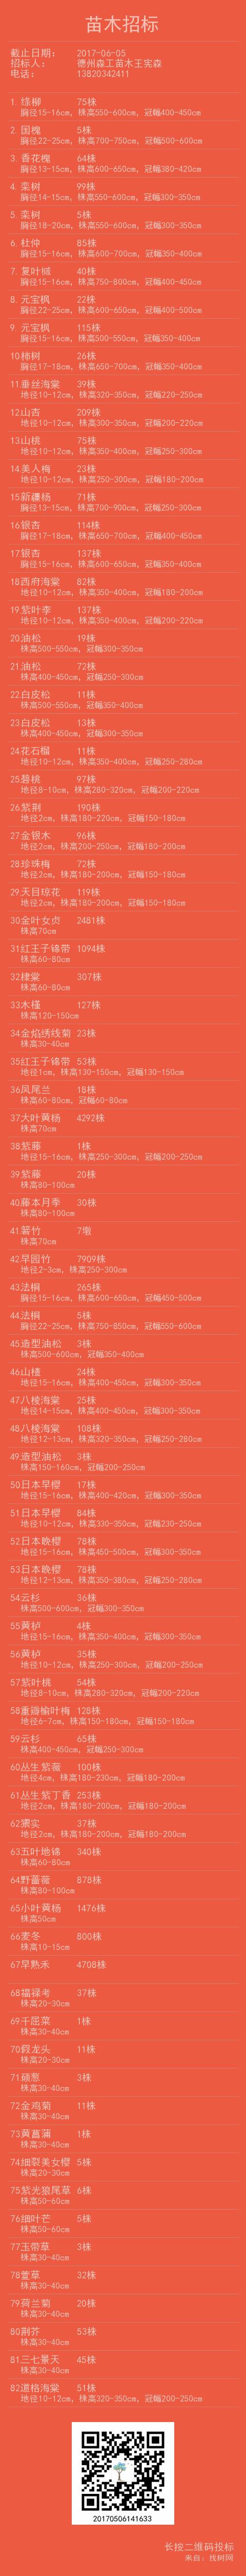 苗木招标
截止日期： 2017-06-05
招标人： 德州森工苗木王宪森
电话： 13820342411
1. 绦柳 75株
胸径15-16cm，株高550-600cm，冠幅400-450cm
2. 国槐 5株
胸径22-25cm，株高700-750cm，冠幅500-600cm
3. 香花槐 64株
胸径13-15cm，株高600-650cm，冠幅380-420cm
4. 栾树 99株
胸径14-15cm，株高550-600cm，冠幅300-350cm
5. 栾树 5株
胸径18-20cm，株高550-600cm，冠幅300-350cm
6. 杜仲 85株
胸径15-16cm，株高600-700cm，冠幅350-400cm
7. 复叶槭 40株
胸径15-16cm，株高750-800cm，冠幅400-450cm
8. 元宝枫 22株
胸径22-25cm，株高600-650cm，冠幅400-500cm
9. 元宝枫 115株
胸径15-16cm，株高500-550cm，冠幅350-400cm
10柿树 26株
胸径17-18cm，株高650-700cm，冠幅350-400cm
11.垂丝海棠 39株
地径10-12cm，株高320-350cm，冠幅220-250cm
12.山杏 209株
地径10-12cm，株高300-350cm，冠幅200-220cm
13.山桃 75株
地径10-12cm，株高350-400cm，冠幅250-300cm
14.美人梅 23株
地径10-12cm，株高250-300cm，冠幅180-200cm
15新疆杨 71株
胸径13-15cm，株高700-900cm，冠幅250-300cm
16银杏 114株
胸径17-18cm，株高650-700cm，冠幅400-450cm
17银杏 137株
胸径15-16cm，株高600-650cm，冠幅350-400cm
18西府海棠 82株
地径10-12cm，株高350-400cm，冠幅180-200cm
19.紫叶李 137株
地径10-12cm，株高350-400cm，冠幅200-220cm
20.油松 19株
株高500-550cm，冠幅300-350cm
21.油松 72株
株高400-450cm，冠幅250-300cm
22白皮松 11株
株高500-550cm，冠幅350-400cm
23白皮松 13株
株高400-450cm，冠幅300-350cm
24花石榴 11株
地径10-12cm，株高350-400cm，冠幅250-280cm
25碧桃 97株
地径8-10cm，株高280-320cm，冠幅200-220cm
26.紫荆 190株
地径2cm，株高180-220cm，冠幅150-180cm
27金银木 96株
地径2cm，株高200-250cm，冠幅180-200cm
28珍珠梅 72株
地径2cm，株高180-200cm，冠幅150-180cm
29.天目琼花 119株
地径2cm，株高180-200cm，冠幅150-180cm
30金叶女贞 2481株
株高70cm
31红王子锦带 1094株
株高60-80cm
32棣棠 307株
株高60-80cm
33木槿 127株
株高120-150cm
34金焰绣线菊 23株
株高30-40cm
35红王子锦带 53株
地径1cm，株高130-150cm，冠幅130-150cm
36凤尾兰 18株
株高60-80cm，冠幅60-80cm
37大叶黄杨 4292株
株高70cm
38紫藤 1株
地径15-16cm，株高250-300cm，冠幅200-250cm
39紫藤 20株
株高80-100cm
40藤本月季 30株
株高80-100cm
41.箬竹 7墩
株高70cm
42.早园竹 7909株
地径2-3cm，株高250-300cm
43法桐 265株
胸径15-16cm，株高600-650cm，冠幅450-500cm
44法桐 5株
胸径22-25cm，株高750-850cm，冠幅550-600cm
45造型油松 3株
株高500-600cm，冠幅350-400cm
46山楂 24株
地径15-16cm，株高400-450cm，冠幅300-350cm
47八棱海棠 25株
地径14-15cm，株高400-450cm，冠幅300-350cm
48八棱海棠 108株
地径12-13cm，株高320-350cm，冠幅250-280cm
49.造型油松 3株
株高150-160cm，冠幅200-250cm
50日本早樱 17株
地径15-16cm，株高400-420cm，冠幅300-350cm
51日本早樱 84株
地径10-12cm，株高330-350cm，冠幅230-250cm
52日本晚樱 78株
地径15-16cm，株高450-500cm，冠幅300-350cm
53日本晚樱 78株
地径12-13cm，株高350-380cm，冠幅250-280cm
54云杉 36株
株高500-600cm，冠幅300-350cm
55黄栌 4株
地径15-16cm，株高350-400cm，冠幅300-350cm
56黄栌 35株
地径10-12cm，株高250-300cm，冠幅200-250cm
57紫叶桃 54株
地径8-10cm，株高280-320cm，冠幅200-220cm
58重瓣榆叶梅 128株
地径6-7cm，株高150-180cm，冠幅150-180cm
59云杉 65株
株高400-450cm，冠幅250-300cm
60丛生紫薇 100株
地径4cm，株高180-230cm，冠幅180-200cm
61丛生紫丁香 253株
地径2cm，株高180-200cm，冠幅180-200cm
62猬实 37株
地径2cm，株高180-200cm，冠幅180-200cm
63五叶地锦 340株
株高60-80cm
64野蔷薇 878株
株高80-100cm
65小叶黄杨 1476株
株高50cm
66麦冬 800株
株高10-15cm
67早熟禾 4708株
68福禄考 37株
株高20-30cm
69千屈菜 1株
株高30-40cm
70假龙头 11株
株高20-30cm
71.硕葱 3株
株高30-40cm
72金鸡菊 11株
株高30-40cm
73黄菖蒲 1株
株高30-40cm
74细裂美女樱 5株
株高20-30cm
75紫光狼尾草 6株
株高50-60cm
76细叶芒 5株
株高50-60cm
77玉带草 3株
株高30-40cm
78萱草 32株
株高30-40cm
79荷兰菊 20株
株高30-40cm
80荆芥 53株
株高30-40cm
81三七景天 45株
株高30-40cm
82道格海棠 51株
地径10-12cm，株高320-350cm，冠幅200-250cm
20170506141633
长按二维码投标
来自：找树网